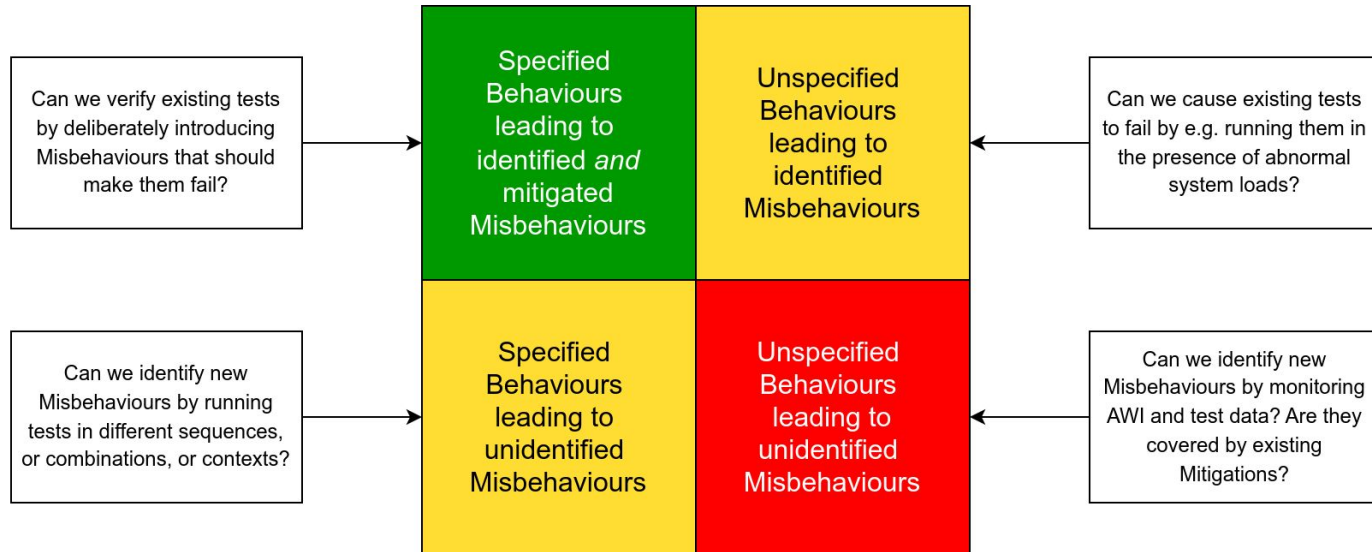 Can we verify existing tests
by deliberately introducing
Misbehaviours that should
make them fail?
Specified
Behaviours
leading to
identified and
mitigated
Misbehaviours
Unspecified
Behaviours
leading to
identified
Misbehaviours
Can we cause existing tests
to fail by e.g. running them in
the presence of abnormal
system loads?
Can we identify new
Misbehaviours by running
tests in different sequences,
or combinations, or contexts?
Specified
Behaviours
leading to
unidentified
Misbehaviours
Unspecified
Behaviours
leading to
unidentified
Misbehaviours
Can we identify new
Misbehaviours by monitoring
AWI and test data? Are they
covered by existing
Mitigations?